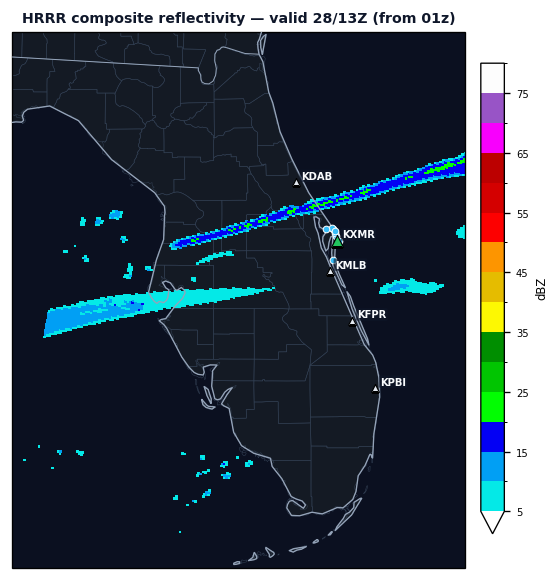 HRRR composite reflectivity — valid 28/13Z (from 01z)
KDAB
KXMR
KMLB
KFPR
KPBI
75
65
55
45
35
25
15
5
dBZ